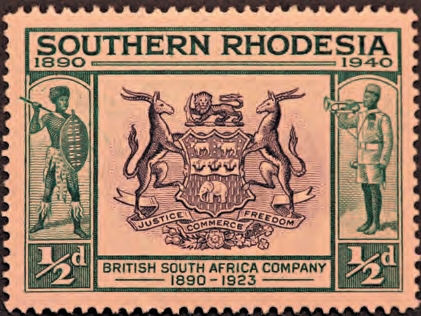 SOUTHERN RHODESIA
1890 1940
JUSTICE COMMERCE FREEDOM
½d ½d
BRITISH SOUTH AFRICA COMPANY
1890-1923